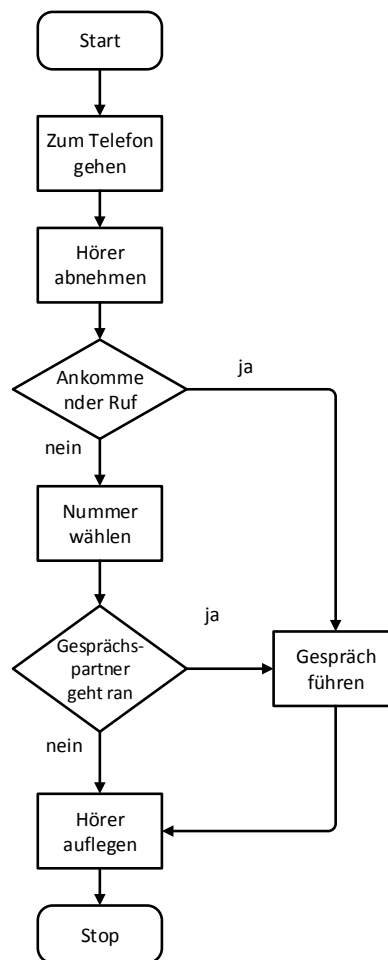 Start
Zum Telefon
gehen
Hörer
abnehmen
Ankomme
nder Ruf
ja
nein
Nummer
wählen
Gesprächs-
partner
geht ran
ja
Gespräch
führen
nein
Hörer
auflegen
Stop